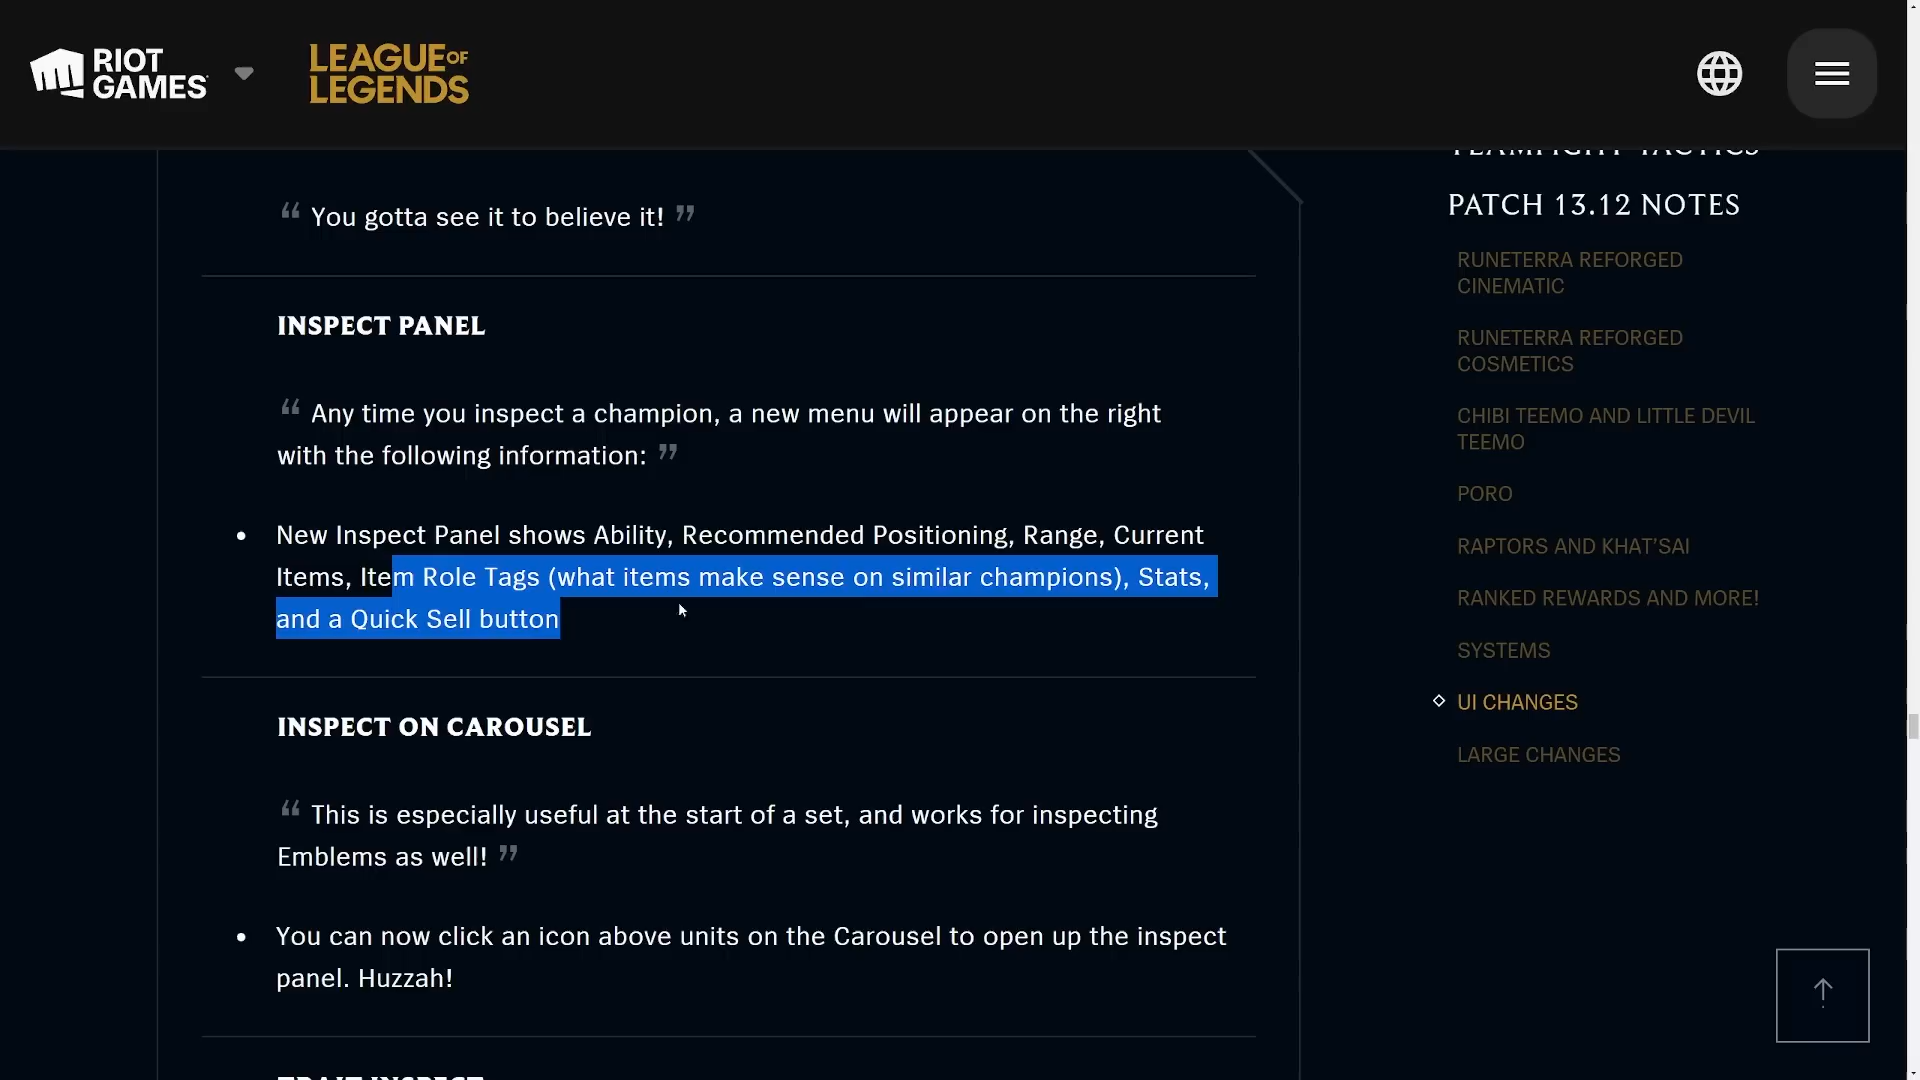 RIOT
GAMES
LEAGUE OF
LEGENDS
“ You gotta see it to believe it! ”
INSPECT PANEL
“ Any time you inspect a champion, a new menu will appear on the right
with the following information: ”
• New Inspect Panel shows Ability, Recommended Positioning, Range, Current
Items, Item Role Tags (what items make sense on similar champions), Stats,
and a Quick Sell button
INSPECT ON CAROUSEL
“ This is especially useful at the start of a set, and works for inspecting
Emblems as well! ”
• You can now click an icon above units on the Carousel to open up the inspect
panel. Huzzah!
TRAIT INSPECT
TEAMFIGHT TACTICS
PATCH 13.12 NOTES
RUNETERRA REFORGED
CINEMATIC
RUNETERRA REFORGED
COSMETICS
CHIBI TEEMO AND LITTLE DEVIL
TEEMO
PORO
RAPTORS AND KHAT’SAI
RANKED REWARDS AND MORE!
SYSTEMS
UI CHANGES
LARGE CHANGES